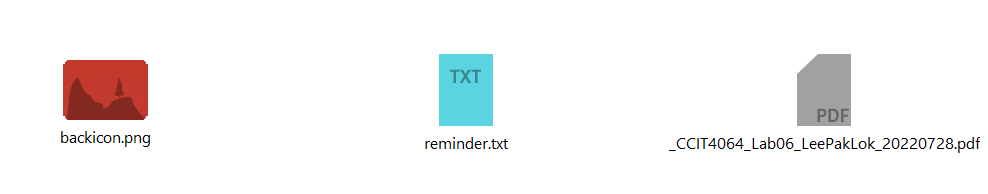 TXT
PDF
backicon.png
reminder.txt
_CCIT4064_Lab06_LeePakLok_20220728.pdf